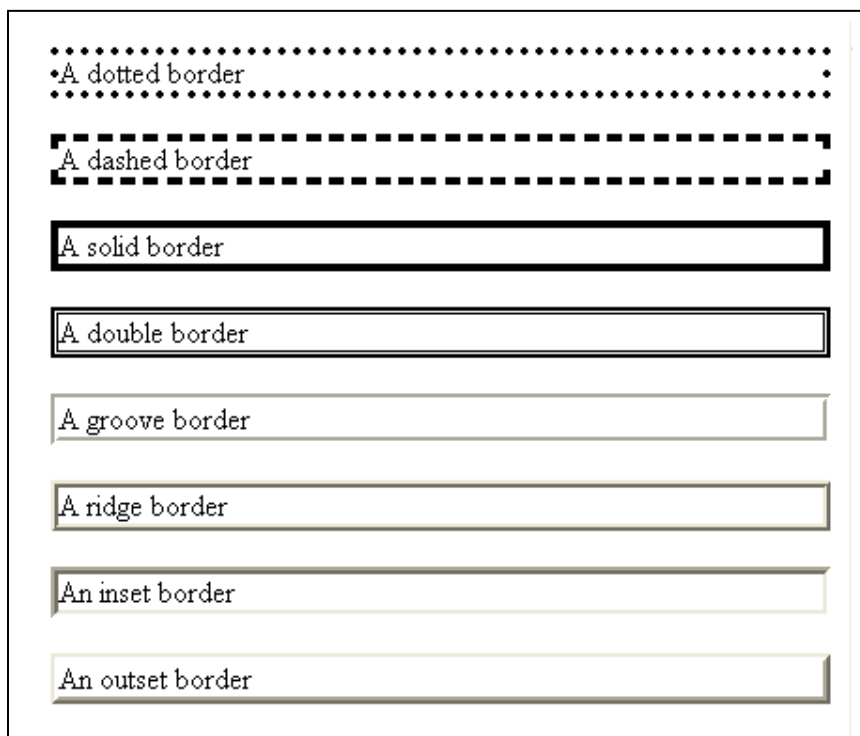 A dotted border
A dashed border
A solid border
A double border
A groove border
A ridge border
An inset border
An outset border